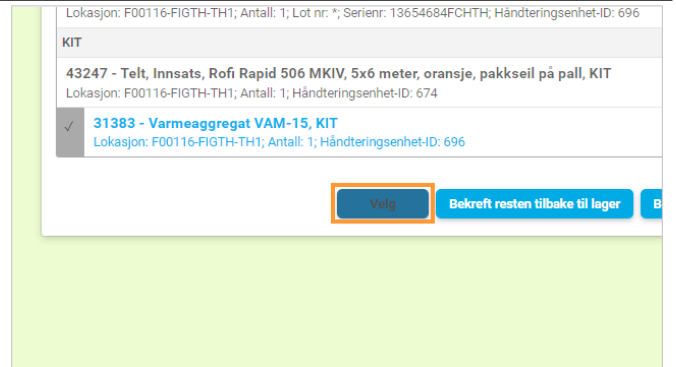 Lokasjon: F00116-FIGTH-TH1; Antall: 1; Lot nr: *; Serienr: 13654684FCHTH; Håndteringsenhet-ID: 696
KIT
43247 - Telt, Innsats, Rofi Rapid 506 MKIV, 5x6 meter, oransje, pakkseil på pall, KIT
Lokasjon: F00116-FIGTH-TH1; Antall: 1; Håndteringsenhet-ID: 674
✓ 31383 - Varmeaggregat VAM-15, KIT
Lokasjon: F00116-FIGTH-TH1; Antall: 1; Håndteringsenhet-ID: 696
Velg Bekreft resten tilbake til lager